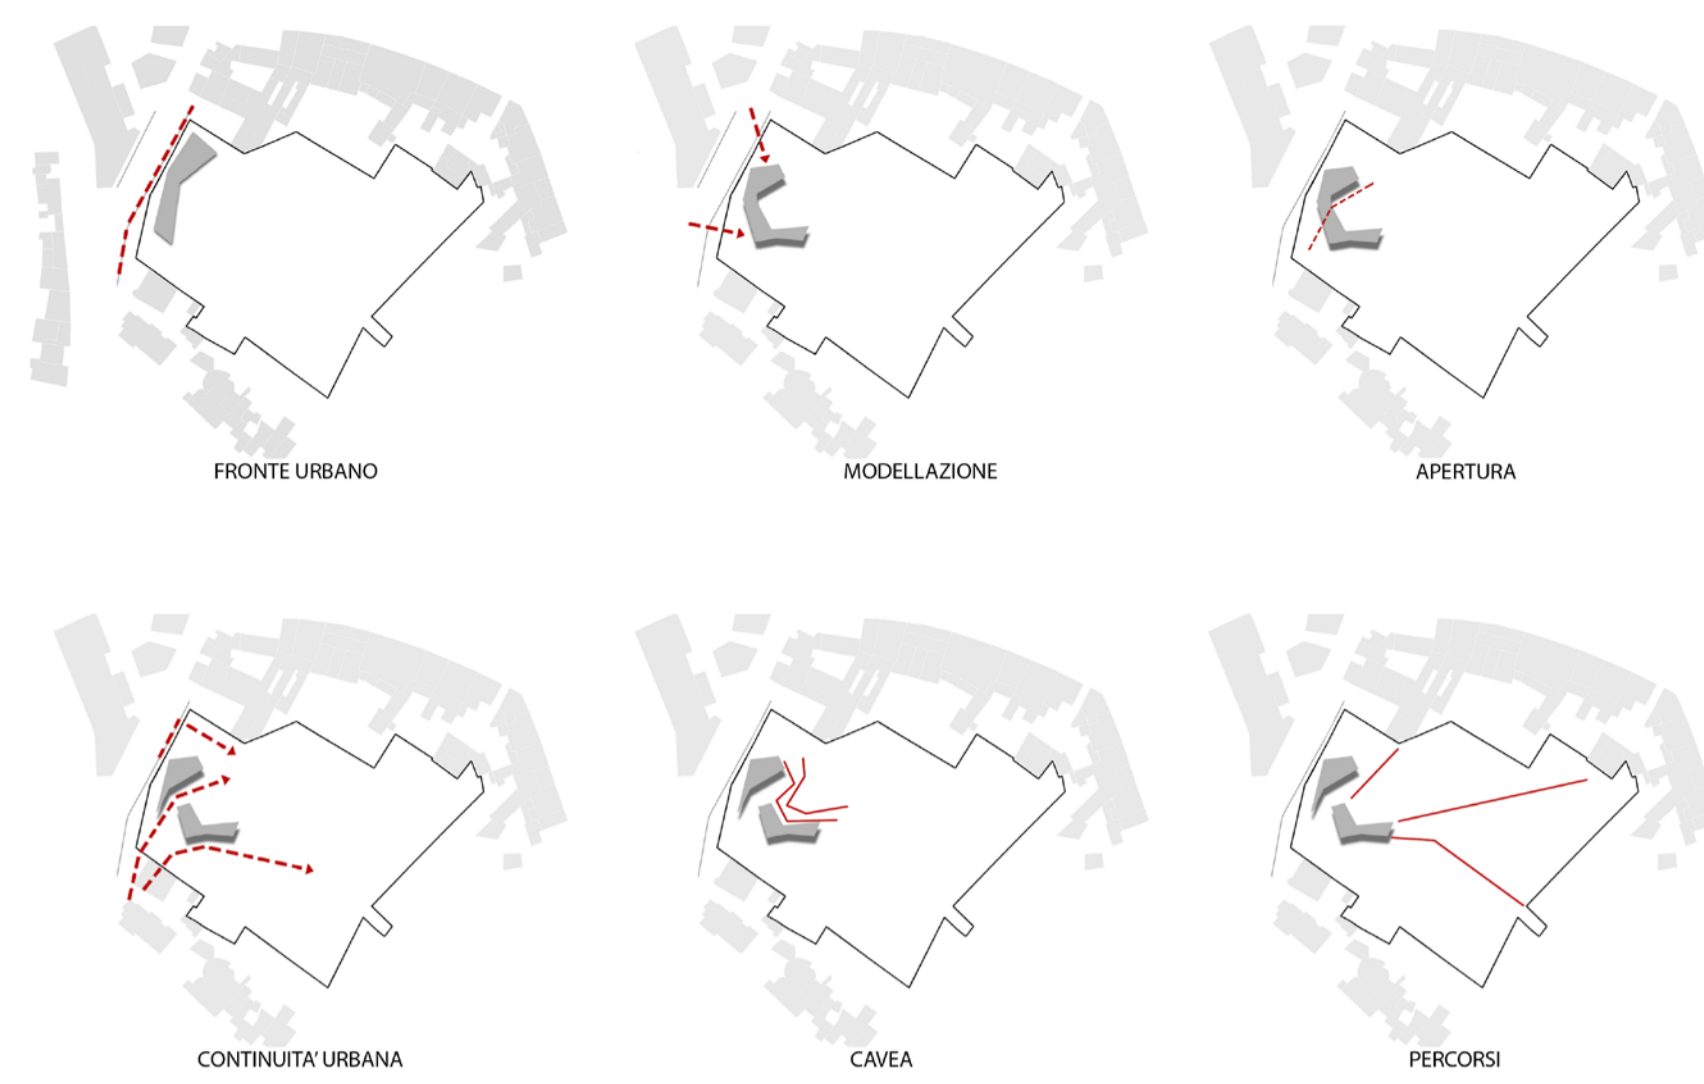 FRONTE URBANO
MODELLAZIONE
APERTURA
CONTINUITA' URBANA
CAVEA
PERCORSI